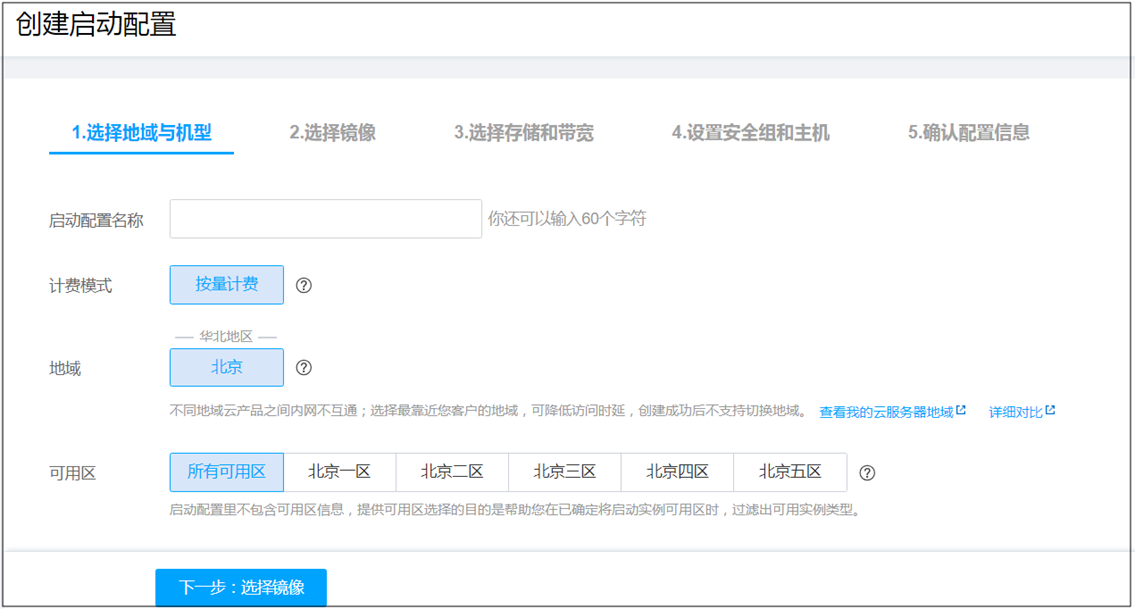 创建启动配置
1.选择地域与机型 2.选择镜像 3.选择存储和带宽 4.设置安全组和主机 5.确认配置信息
启动配置名称 你还可以输入60个字符
计费模式 按量计费 ?
华北地区
地域 北京 ?
不同地域云产品之间内网不互通；选择最靠近您客户的地域，可降低访问时延，创建成功后不支持切换地域。 查看我的云服务器地域 详细对比
可用区 所有可用区 北京一区 北京二区 北京三区 北京四区 北京五区 ?
启动配置里不包含可用区信息，提供可用区选择的目的是帮助您在已确定将启动实例可用区时，过滤出可用实例类型。
下一步：选择镜像